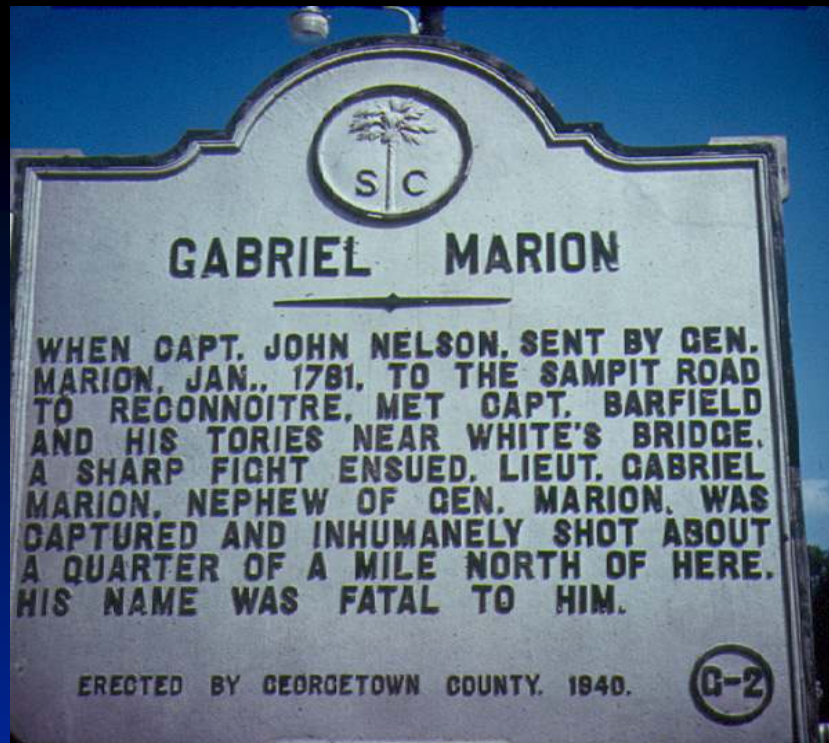 S C
GABRIEL MARION
WHEN CAPT. JOHN NELSON, SENT BY GEN.
MARION, JAN., 1781, TO THE SAMPIT ROAD
TO RECONNOITRE, MET CAPT. BARFIELD
AND HIS TORIES NEAR WHITE'S BRIDGE,
A SHARP FIGHT ENSUED. LIEUT. GABRIEL
MARION, NEPHEW OF GEN. MARION, WAS
CAPTURED AND INHUMANELY SHOT ABOUT
A QUARTER OF A MILE NORTH OF HERE.
HIS NAME WAS FATAL TO HIM.
ERECTED BY GEORGETOWN COUNTY. 1940.
G-2